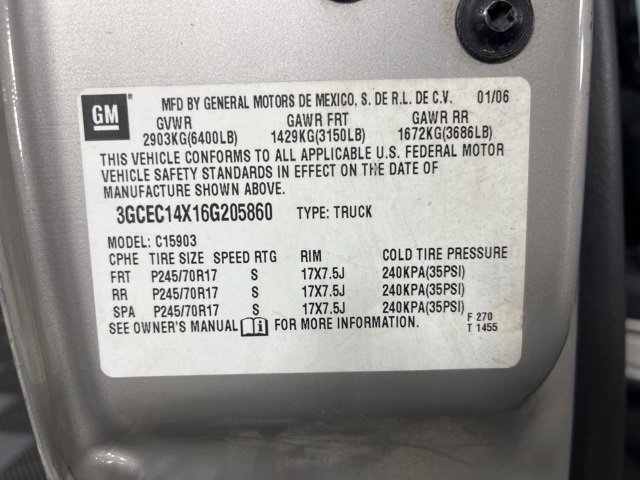 GM ® MFD BY GENERAL MOTORS DE MEXICO, S. DE R.L. DE C.V. 01/06
GVWR GAWR FRT GAWR RR
2903KG(6400LB) 1429KG(3150LB) 1672KG(3686LB)
THIS VEHICLE CONFORMS TO ALL APPLICABLE U.S. FEDERAL MOTOR
VEHICLE SAFETY STANDARDS IN EFFECT ON THE DATE OF
MANUFACTURE SHOWN ABOVE.
3GCEC14X16G205860 TYPE: TRUCK
MODEL: C15903
CPHE TIRE SIZE SPEED RTG RIM COLD TIRE PRESSURE
FRT P245/70R17 S 17X7.5J 240KPA(35PSI)
RR P245/70R17 S 17X7.5J 240KPA(35PSI)
SPA P245/70R17 S 17X7.5J 240KPA(35PSI)
SEE OWNER'S MANUAL FOR MORE INFORMATION.
F 270
T 1455